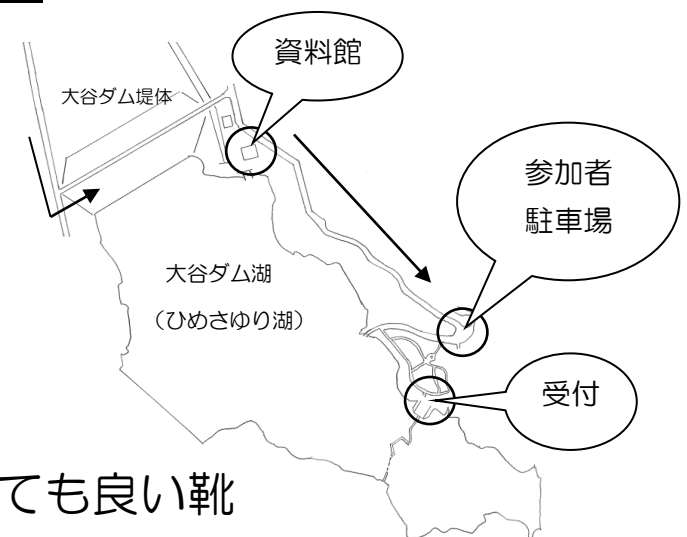 資料館
大谷ダム堤体
参加者
駐車場
大谷ダム湖
（ひめさゆり湖）
受付
ても良い靴